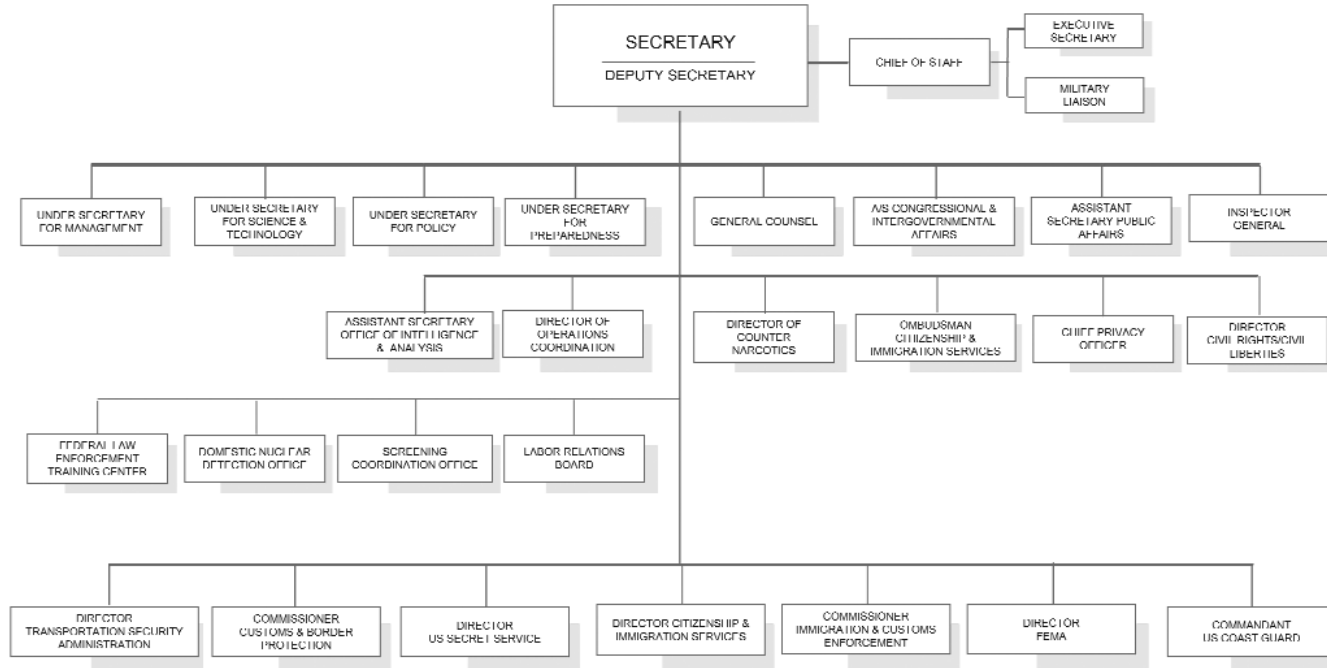 SECRETARY
DEPUTY SECRETARY
CHIEF OF STAFF
EXECUTIVE
SECRETARY
MILITARY
LIAISON
UNDER SECRETARY
FOR MANAGEMENT
UNDER SECRETARY
FOR SCIENCE &
TECHNOLOGY
UNDER SECRETARY
FOR POLICY
UNDER SECRETARY
FOR
PREPAREDNESS
GENERAL COUNSEL
A/S CONGRESSIONAL &
INTERGOVERNMENTAL
AFFAIRS
ASSISTANT
SECRETARY PUBLIC
AFFAIRS
INSPECTOR
GENERAL
ASSISTANT SECRETARY
OFFICE OF INTELLIGENCE
& ANALYSIS
DIRECTOR OF
OPERATIONS
COORDINATION
DIRECTOR OF
COUNTER
NARCOTICS
OMBUDSMAN
CITIZENSHIP &
IMMIGRATION SERVICES
CHIEF PRIVACY
OFFICER
DIRECTOR
CIVIL RIGHTS/CIVIL
LIBERTIES
FEDERAL LAW
ENFORCEMENT
TRAINING CENTER
DOMESTIC NUCLEAR
DETECTION OFFICE
SCREENING
COORDINATION OFFICE
LABOR RELATIONS
BOARD
DIRECTOR
TRANSPORTATION SECURITY
ADMINISTRATION
COMMISSIONER
CUSTOMS & BORDER
PROTECTION
DIRECTOR
US SECRET SERVICE
DIRECTOR CITIZENSHIP &
IMMIGRATION SERVICES
COMMISSIONER
IMMIGRATION & CUSTOMS
ENFORCEMENT
DIRECTOR
FEMA
COMMANDANT
US COAST GUARD